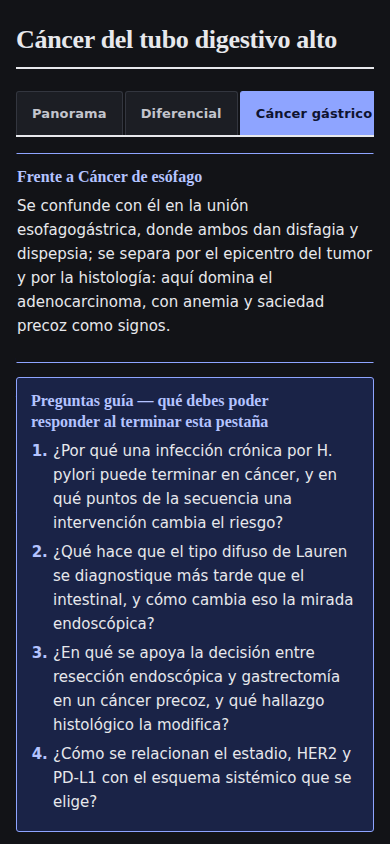 Cáncer del tubo digestivo alto
Panorama
Diferencial
Cáncer gástrico
Frente a Cáncer de esófago
Se confunde con él en la unión
esofagogástrica, donde ambos dan disfagia y
dispepsia; se separa por el epicentro del tumor
y por la histología: aquí domina el
adenocarcinoma, con anemia y saciedad
precoz como signos.
Preguntas guía — qué debes poder
responder al terminar esta pestaña
1. ¿Por qué una infección crónica por H.
pylori puede terminar en cáncer, y en
qué puntos de la secuencia una
intervención cambia el riesgo?
2. ¿Qué hace que el tipo difuso de Lauren
se diagnostique más tarde que el
intestinal, y cómo cambia eso la mirada
endoscópica?
3. ¿En qué se apoya la decisión entre
resección endoscópica y gastrectomía
en un cáncer precoz, y qué hallazgo
histológico la modifica?
4. ¿Cómo se relacionan el estadio, HER2 y
PD-L1 con el esquema sistémico que se
elige?